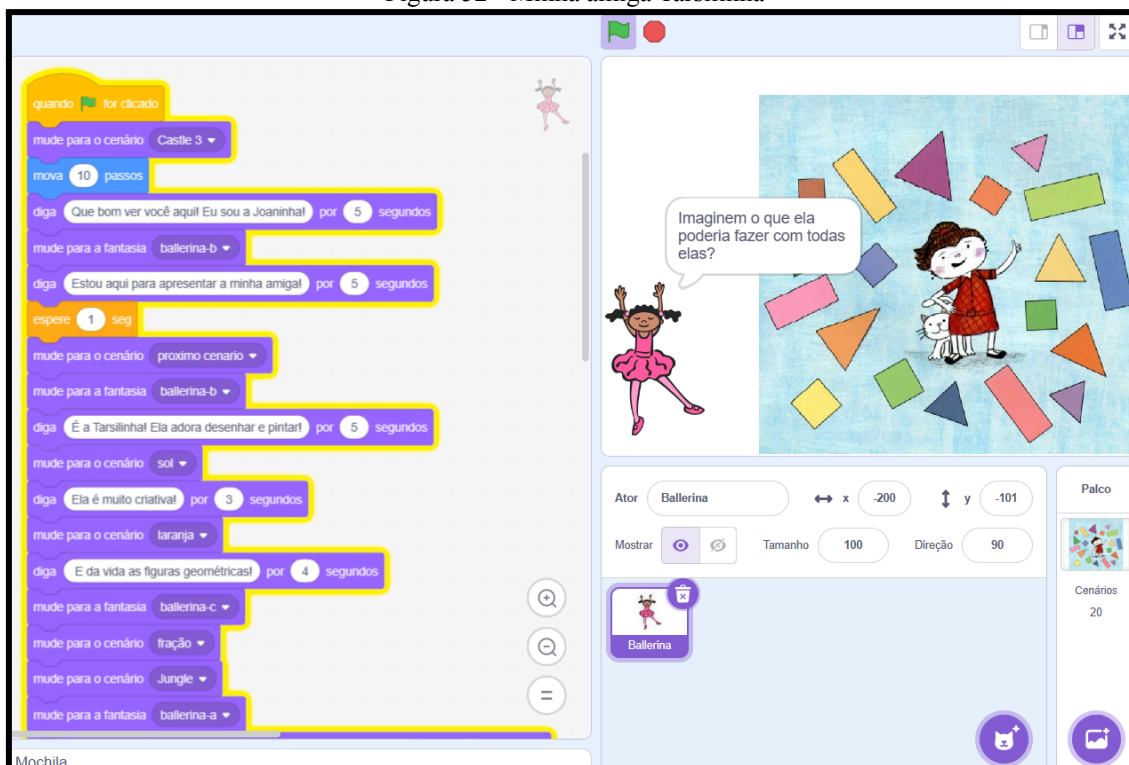 quando for clicado
mude para o cenário Castle 3
mova 10 passos
diga Que bom ver você aqui! Eu sou a Joaninha! por 5 segundos
mude para a fantasia ballerina-b
diga Estou aqui para apresentar a minha amiga! por 5 segundos
espere 1 seg
mude para o cenário proximo cenario
mude para a fantasia ballerina-b
diga É a Tarsilinha! Ela adora desenhar e pintar! por 5 segundos
mude para o cenário sol
diga Ela é muito criativa! por 3 segundos
mude para o cenário laranja
diga E da vida as figuras geométricas! por 4 segundos
mude para a fantasia ballerina-c
mude para o cenário fração
mude para o cenário Jungle
mude para a fantasia ballerina-a
Mochila
Imaginem o que ela
poderia fazer com todas
elas?
Ator Ballerina x -200 y -101
Mostrar Tamanho 100 Direção 90
Ballerina
Palco
Cenários
20